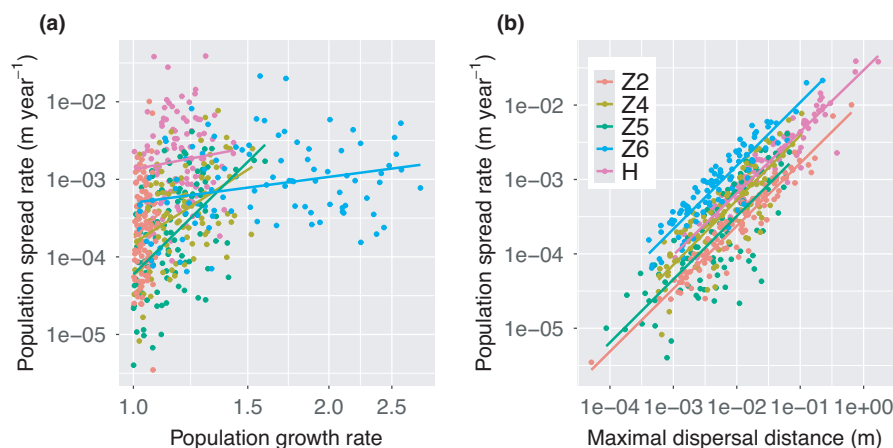 (a)
Population spread rate (m year−1)
1e−02
1e−03
1e−04
1e−05
1.0
1.5
2.0
2.5
Population growth rate
(b)
Population spread rate (m year−1)
1e−02
1e−03
1e−04
1e−05
Z2
Z4
Z5
Z6
H
1e−04
1e−03
1e−02
1e−01
1e+00
Maximal dispersal distance (m)